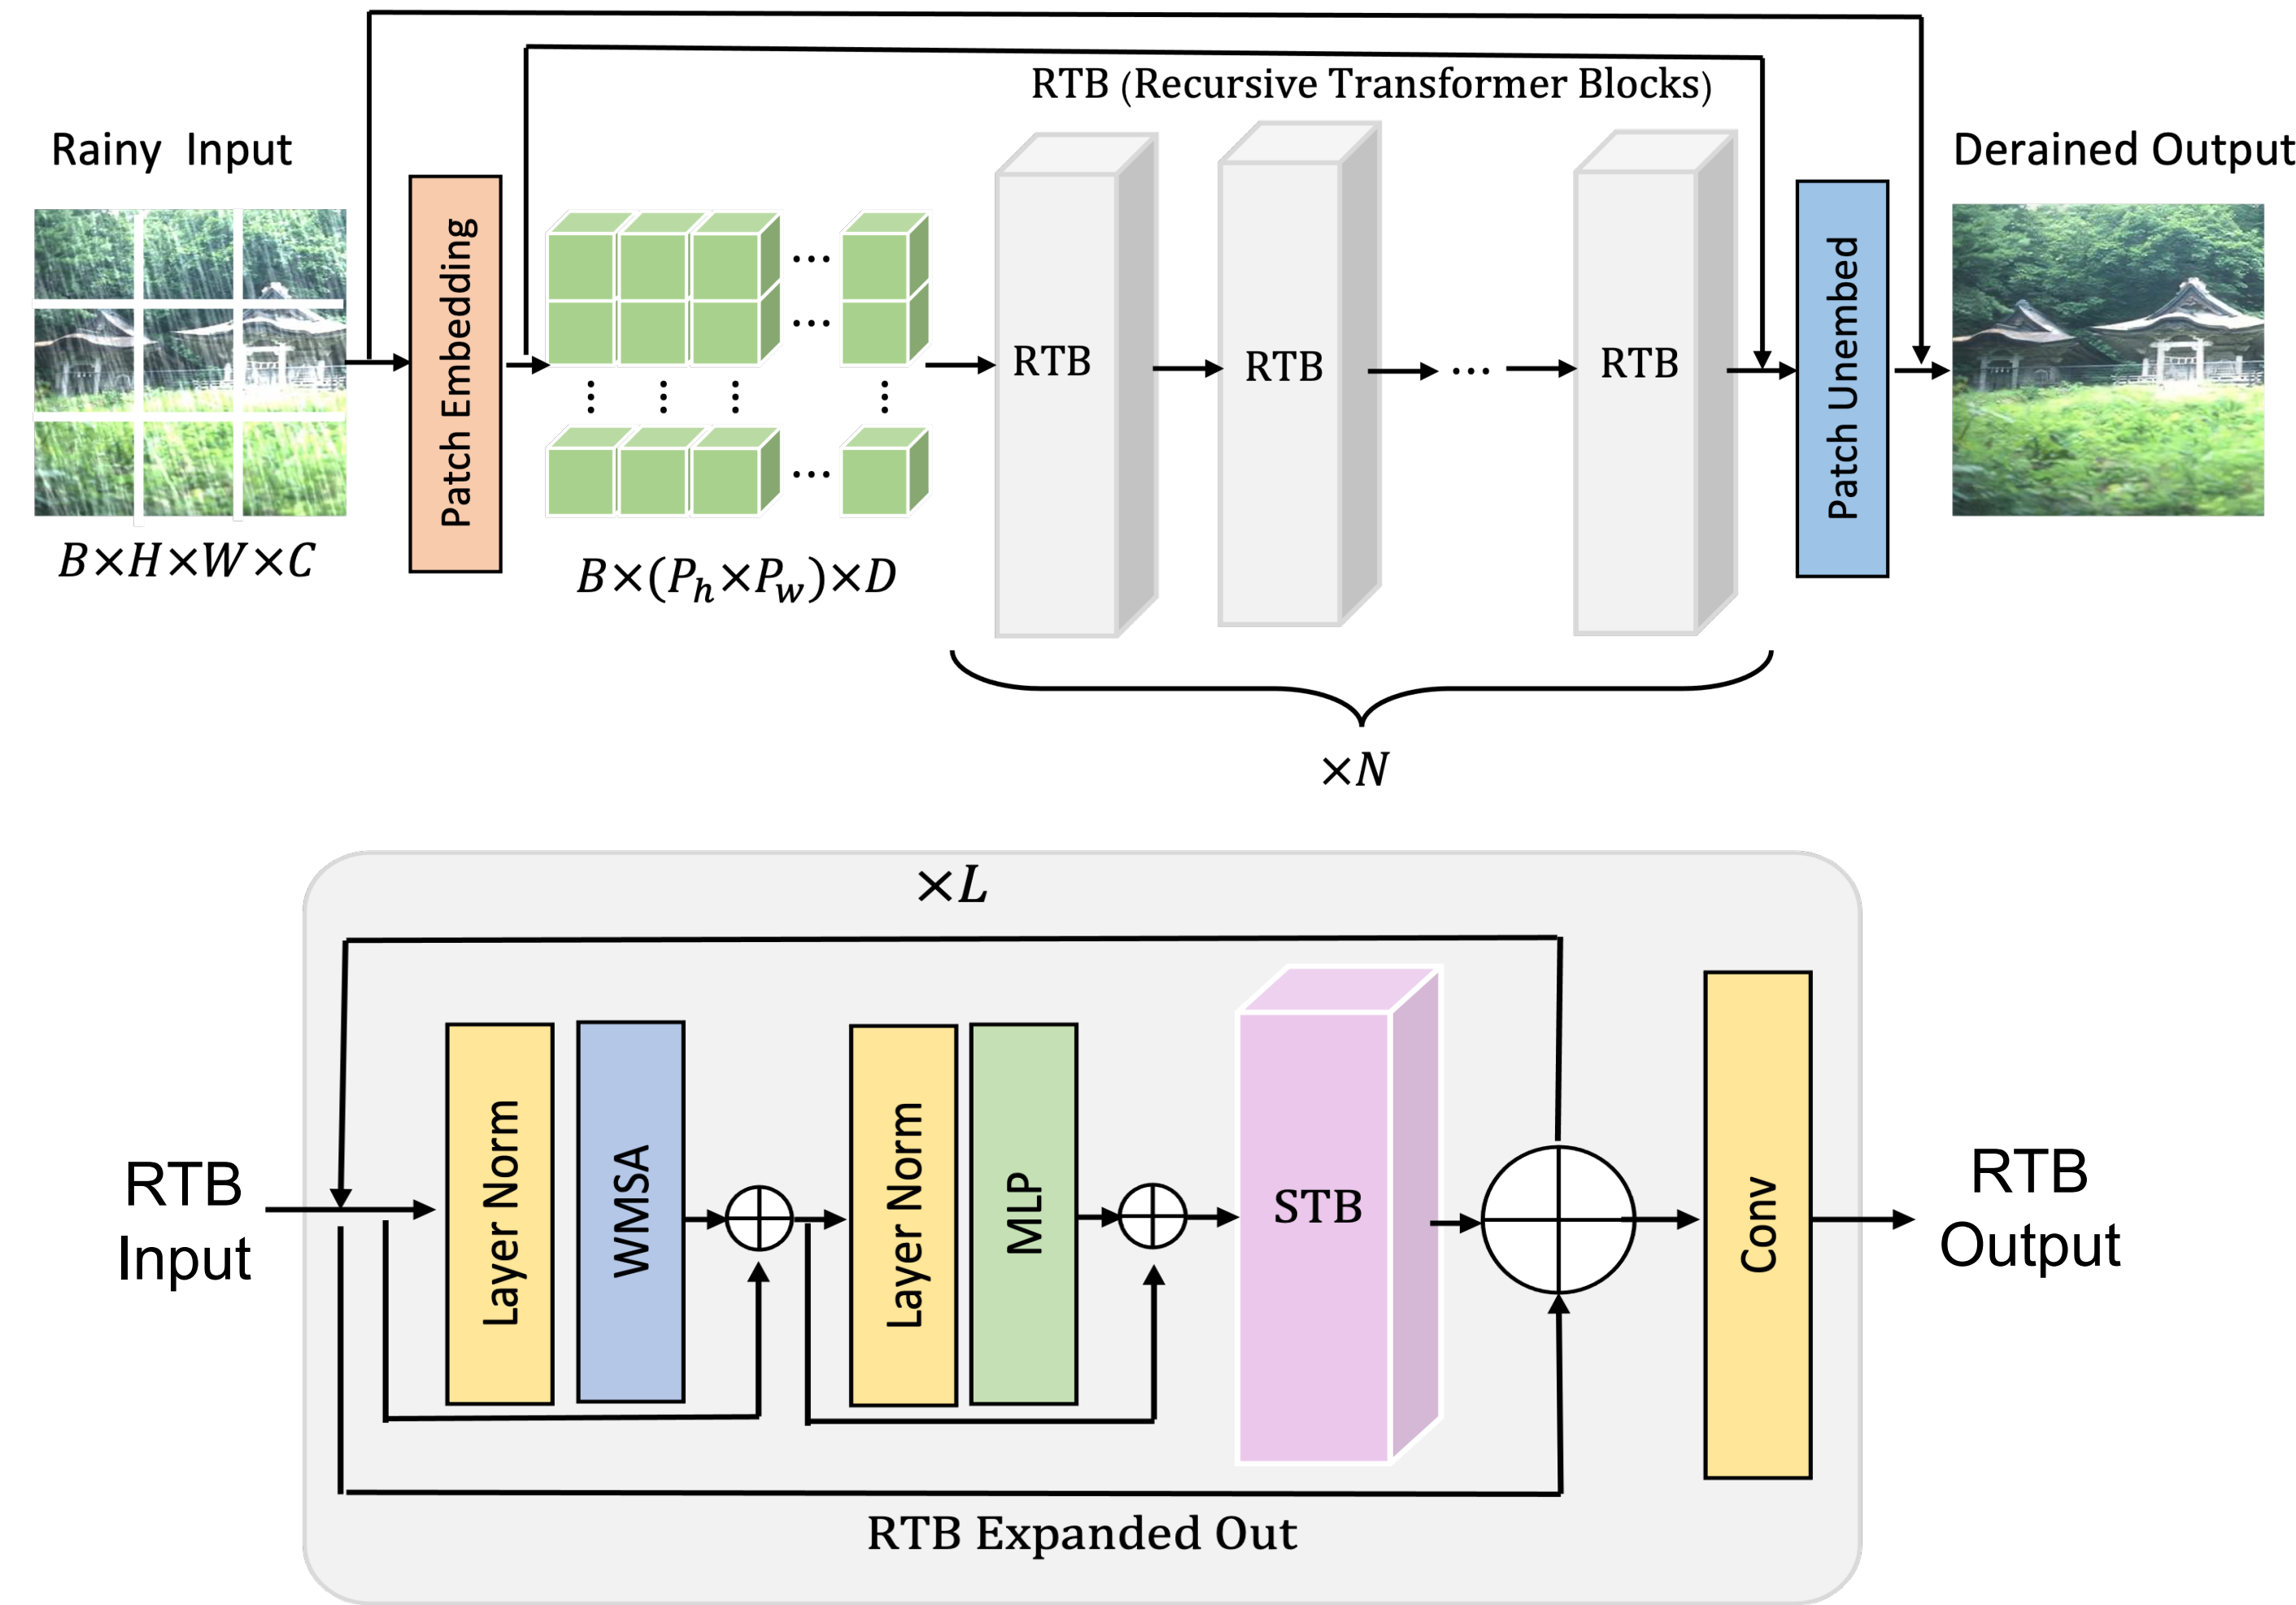 RTB (Recursive Transformer Blocks)
Rainy Input
Derained Output
Patch Embedding
RTB
RTB
...
RTB
Patch Unembed
B×H×W×C
B×(Pₕ×P_w)×D
×N
×L
RTB
Input
Layer Norm
WMSA
Layer Norm
MLP
STB
Conv
RTB
Output
RTB Expanded Out